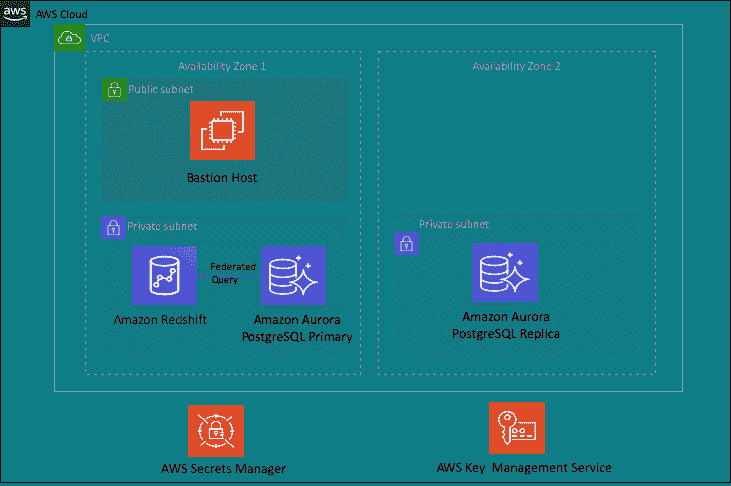 aws
AWS Cloud
VPC
Availability Zone 1
Availability Zone 2
Public subnet
Bastion Host
Private subnet
Private subnet
Federated
Query
Amazon Redshift
Amazon Aurora
PostgreSQL Primary
Amazon Aurora
PostgreSQL Replica
AWS Secrets Manager
AWS Key Management Service